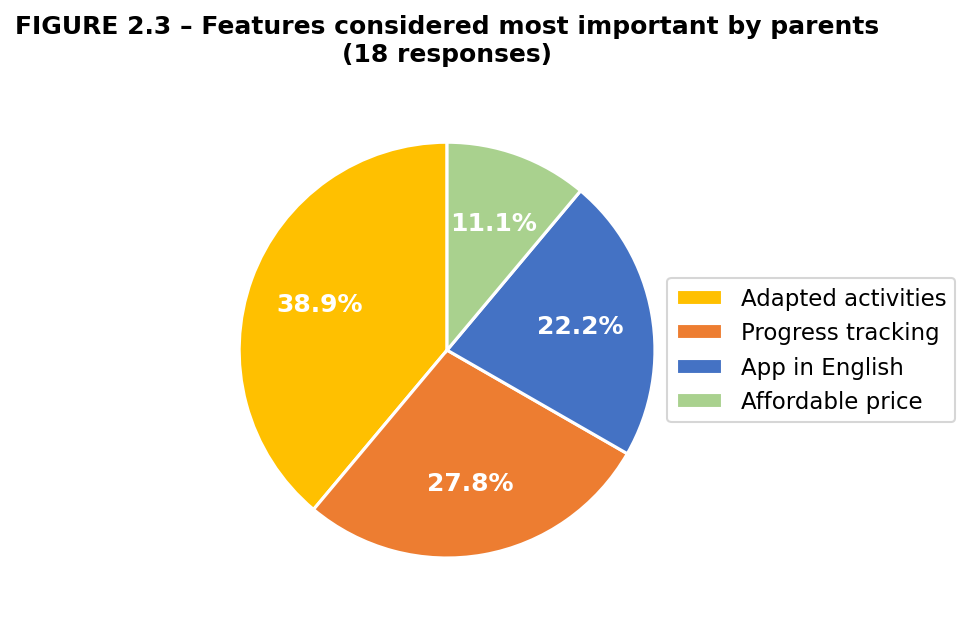 FIGURE 2.3 – Features considered most important by parents
(18 responses)
11.1%
38.9%
22.2%
27.8%
Adapted activities
Progress tracking
App in English
Affordable price